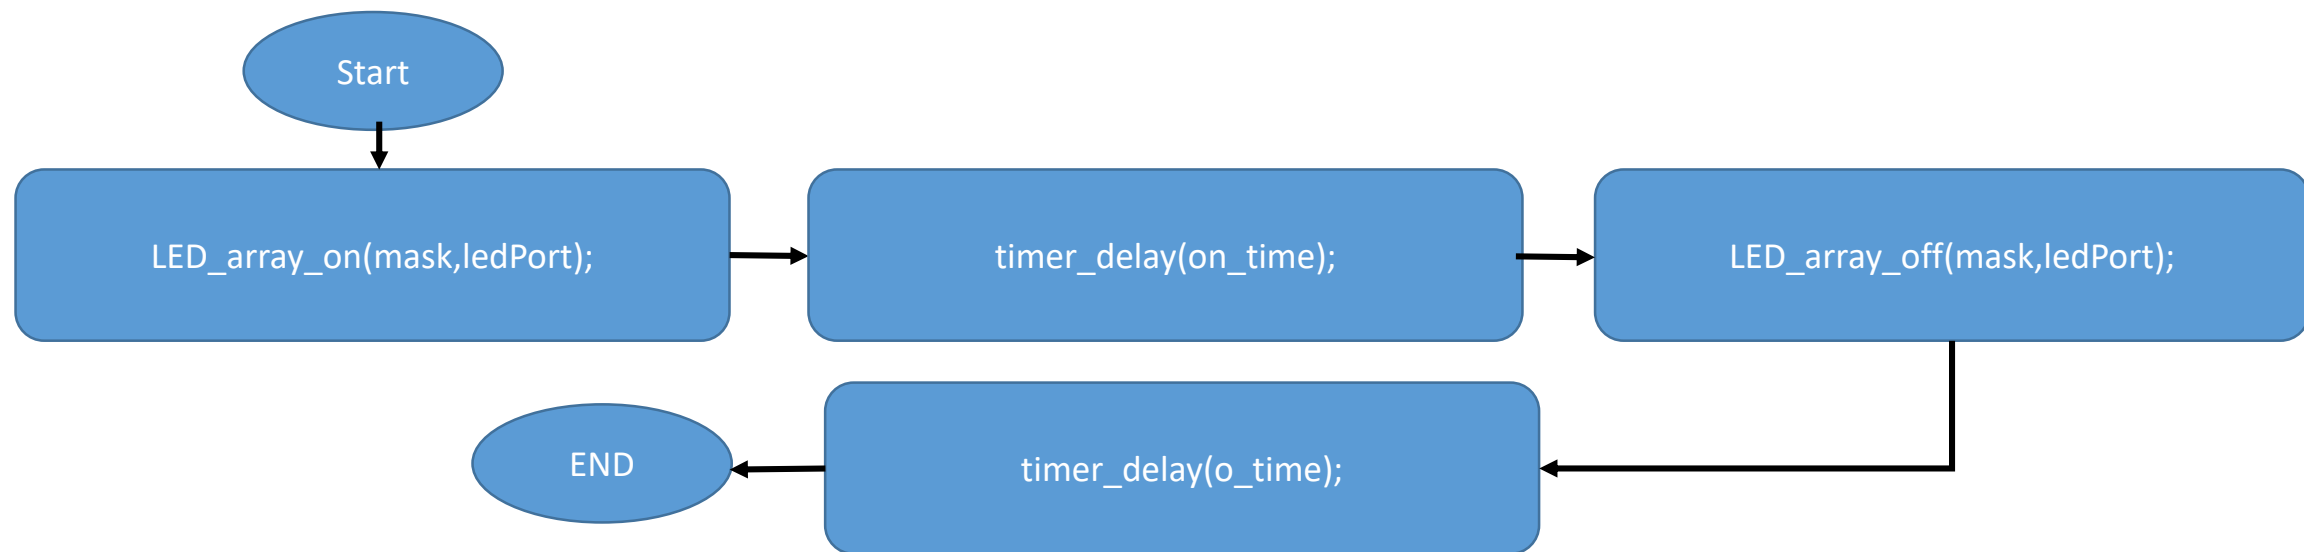 Start
LED_array_on(mask,ledPort);
timer_delay(on_time);
LED_array_off(mask,ledPort);
timer_delay(o_time);
END